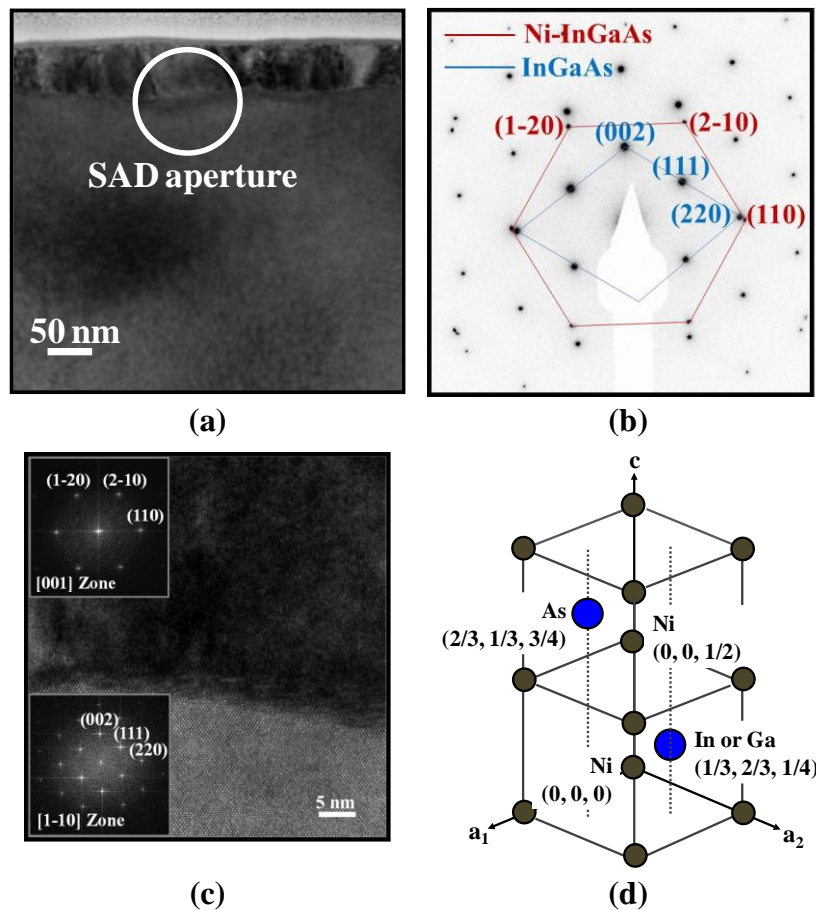 SAD aperture
50 nm
(a)
Ni-InGaAs
InGaAs
(1-20)
(002)
(2-10)
(111)
(220)
(110)
(b)
(1-20)
(2-10)
(110)
[001] Zone
(002)
(111)
(220)
[1-10] Zone
5 nm
(c)
c
As
(2/3, 1/3, 3/4)
Ni
(0, 0, 1/2)
In or Ga
(1/3, 2/3, 1/4)
Ni
(0, 0, 0)
a1
a2
(d)